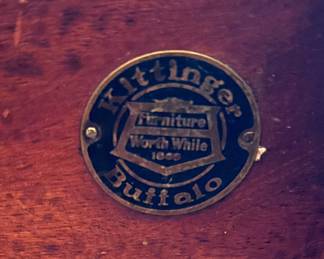 Kittinger
Furniture
Worth While
1866
Buffalo